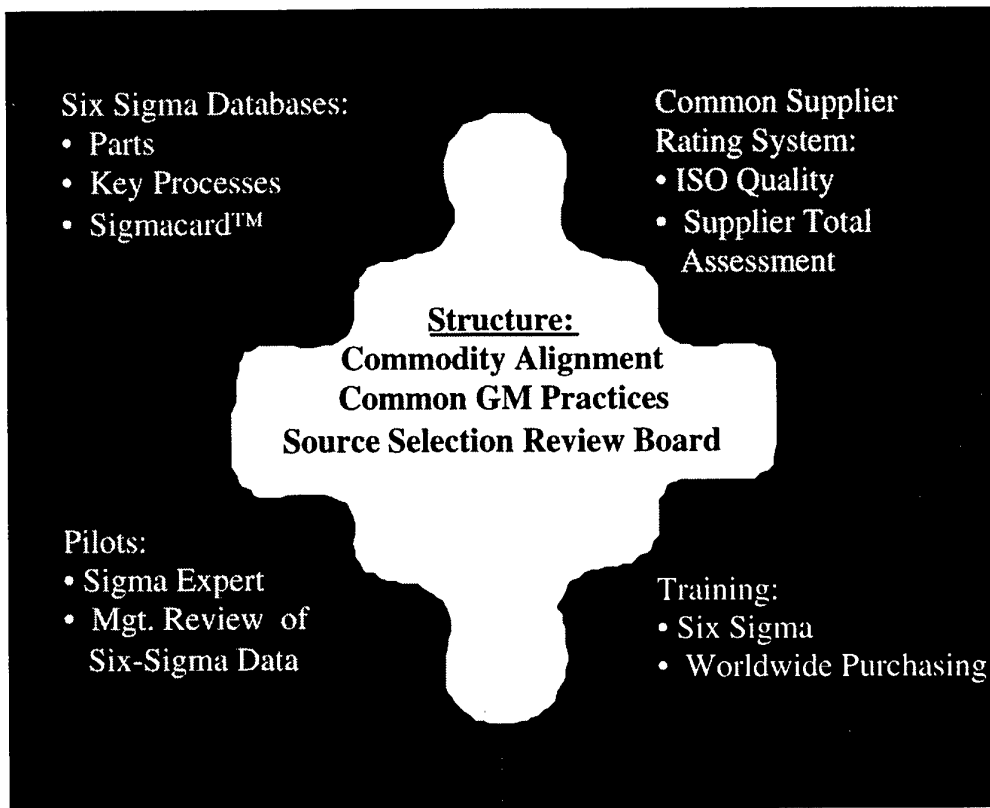 Six Sigma Databases:
• Parts
• Key Processes
• Sigmacard™
Common Supplier
Rating System:
• ISO Quality
• Supplier Total
Assessment
Structure:
Commodity Alignment
Common GM Practices
Source Selection Review Board
Pilots:
• Sigma Expert
• Mgt. Review of
Six-Sigma Data
Training:
• Six Sigma
• Worldwide Purchasing